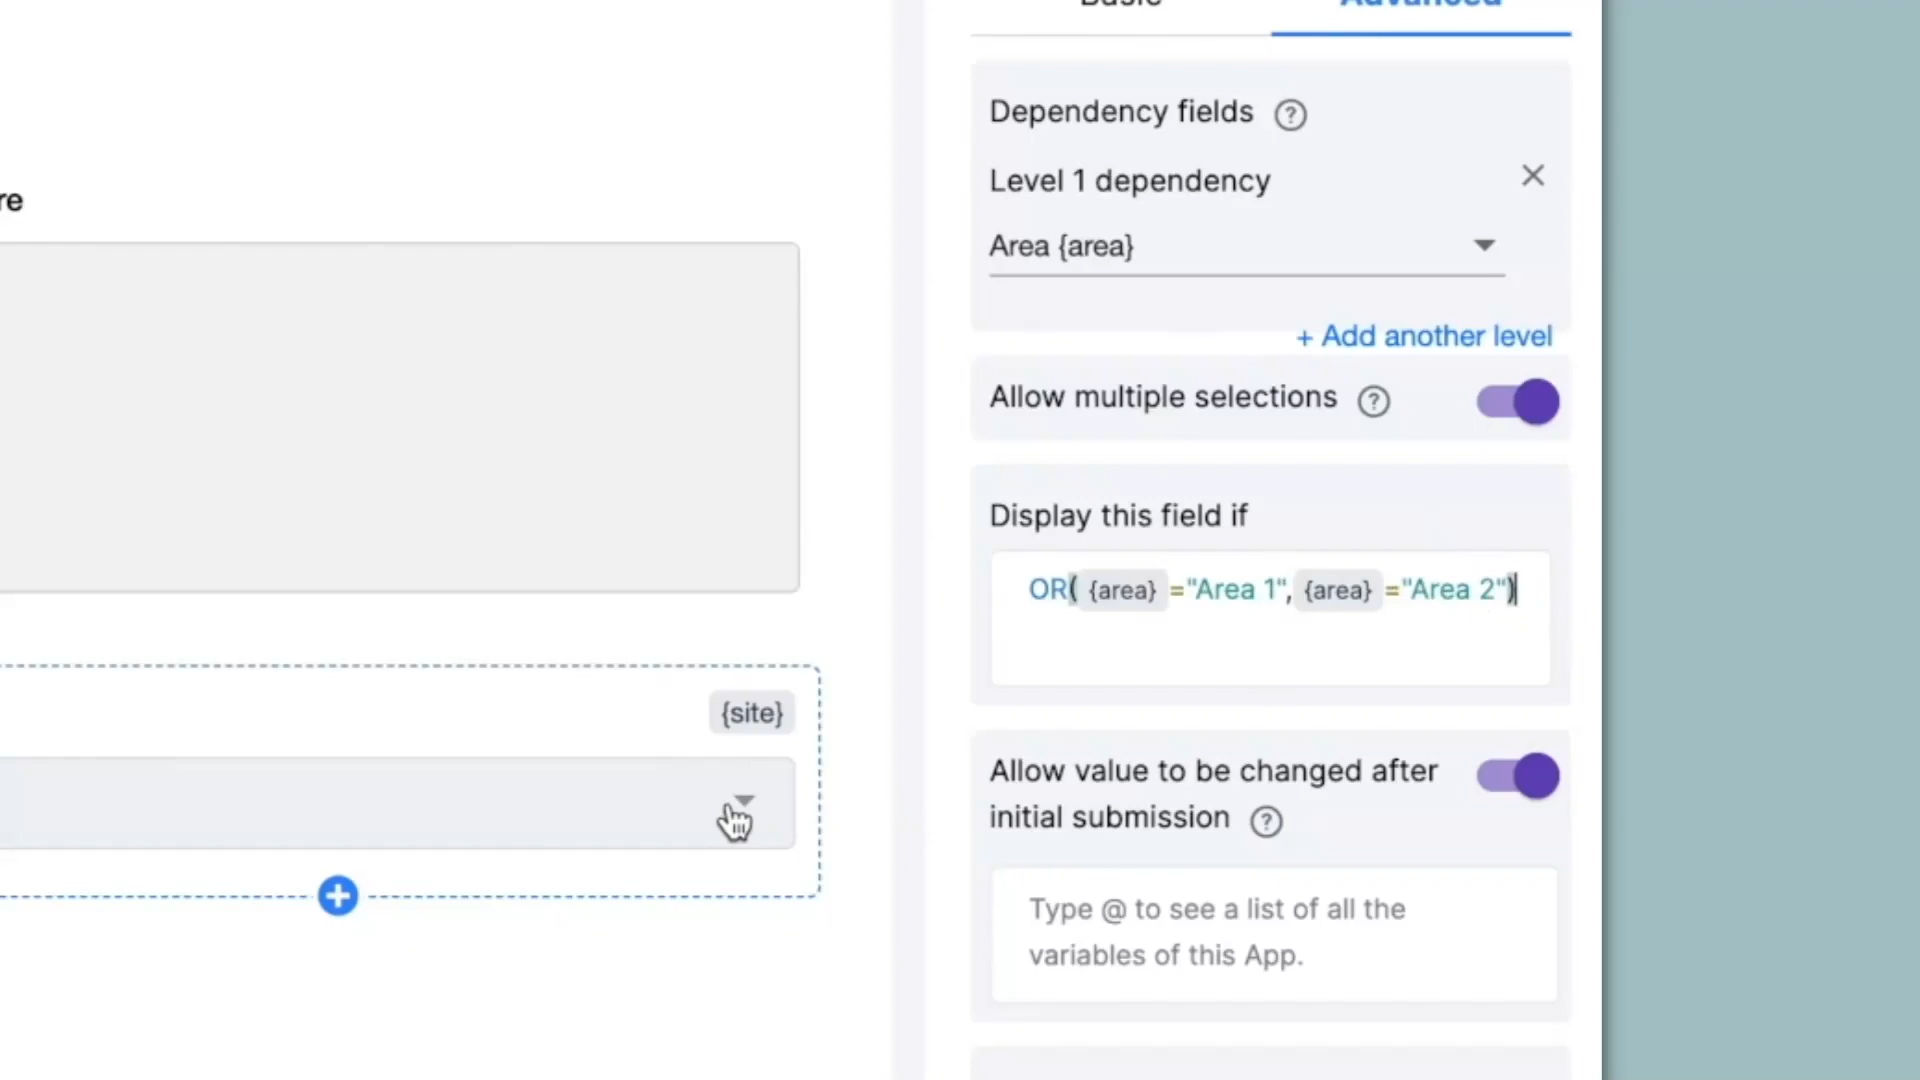 Basic
Advanced
Dependency fields ?
Level 1 dependency
Area {area}
+ Add another level
re
Allow multiple selections ?
Display this field if
OR( {area} ="Area 1", {area} ="Area 2")
{site}
Allow value to be changed after
initial submission ?
Type @ to see a list of all the
variables of this App.